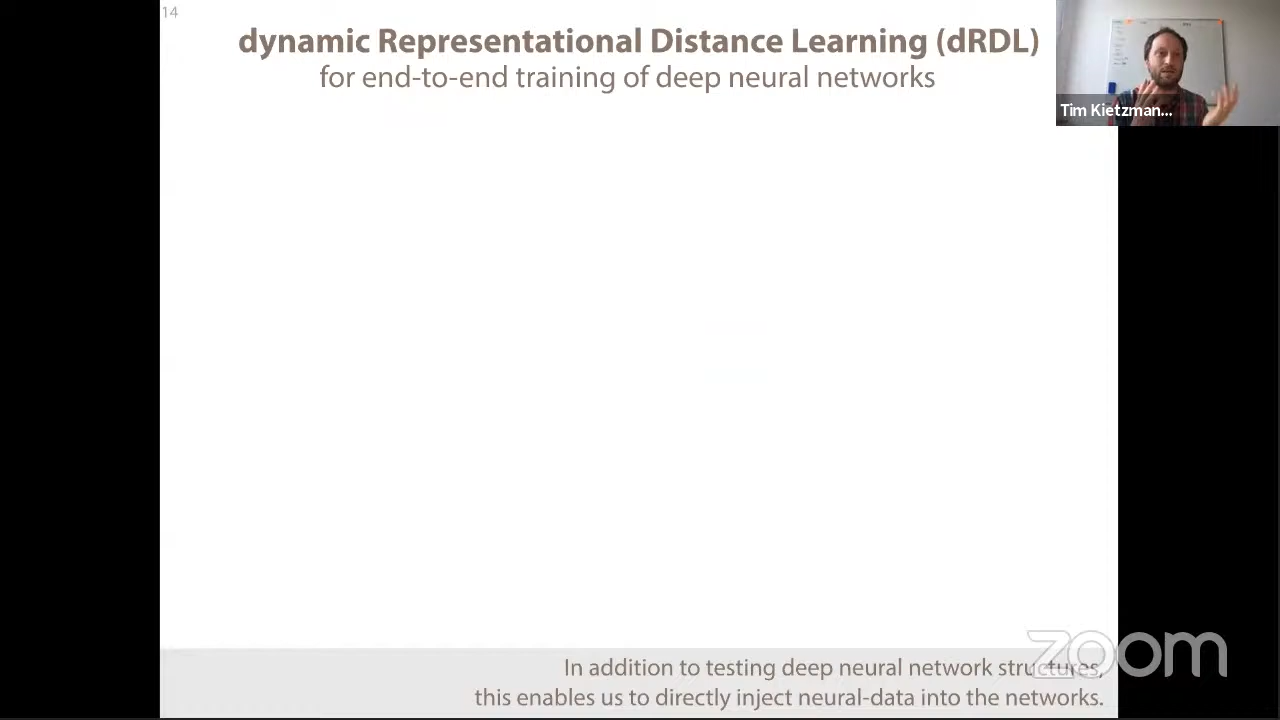 14
dynamic Representational Distance Learning (dRDL)
for end-to-end training of deep neural networks
Tim Kietzman...
In addition to testing deep neural network structures,
this enables us to directly inject neural-data into the networks.
zoom